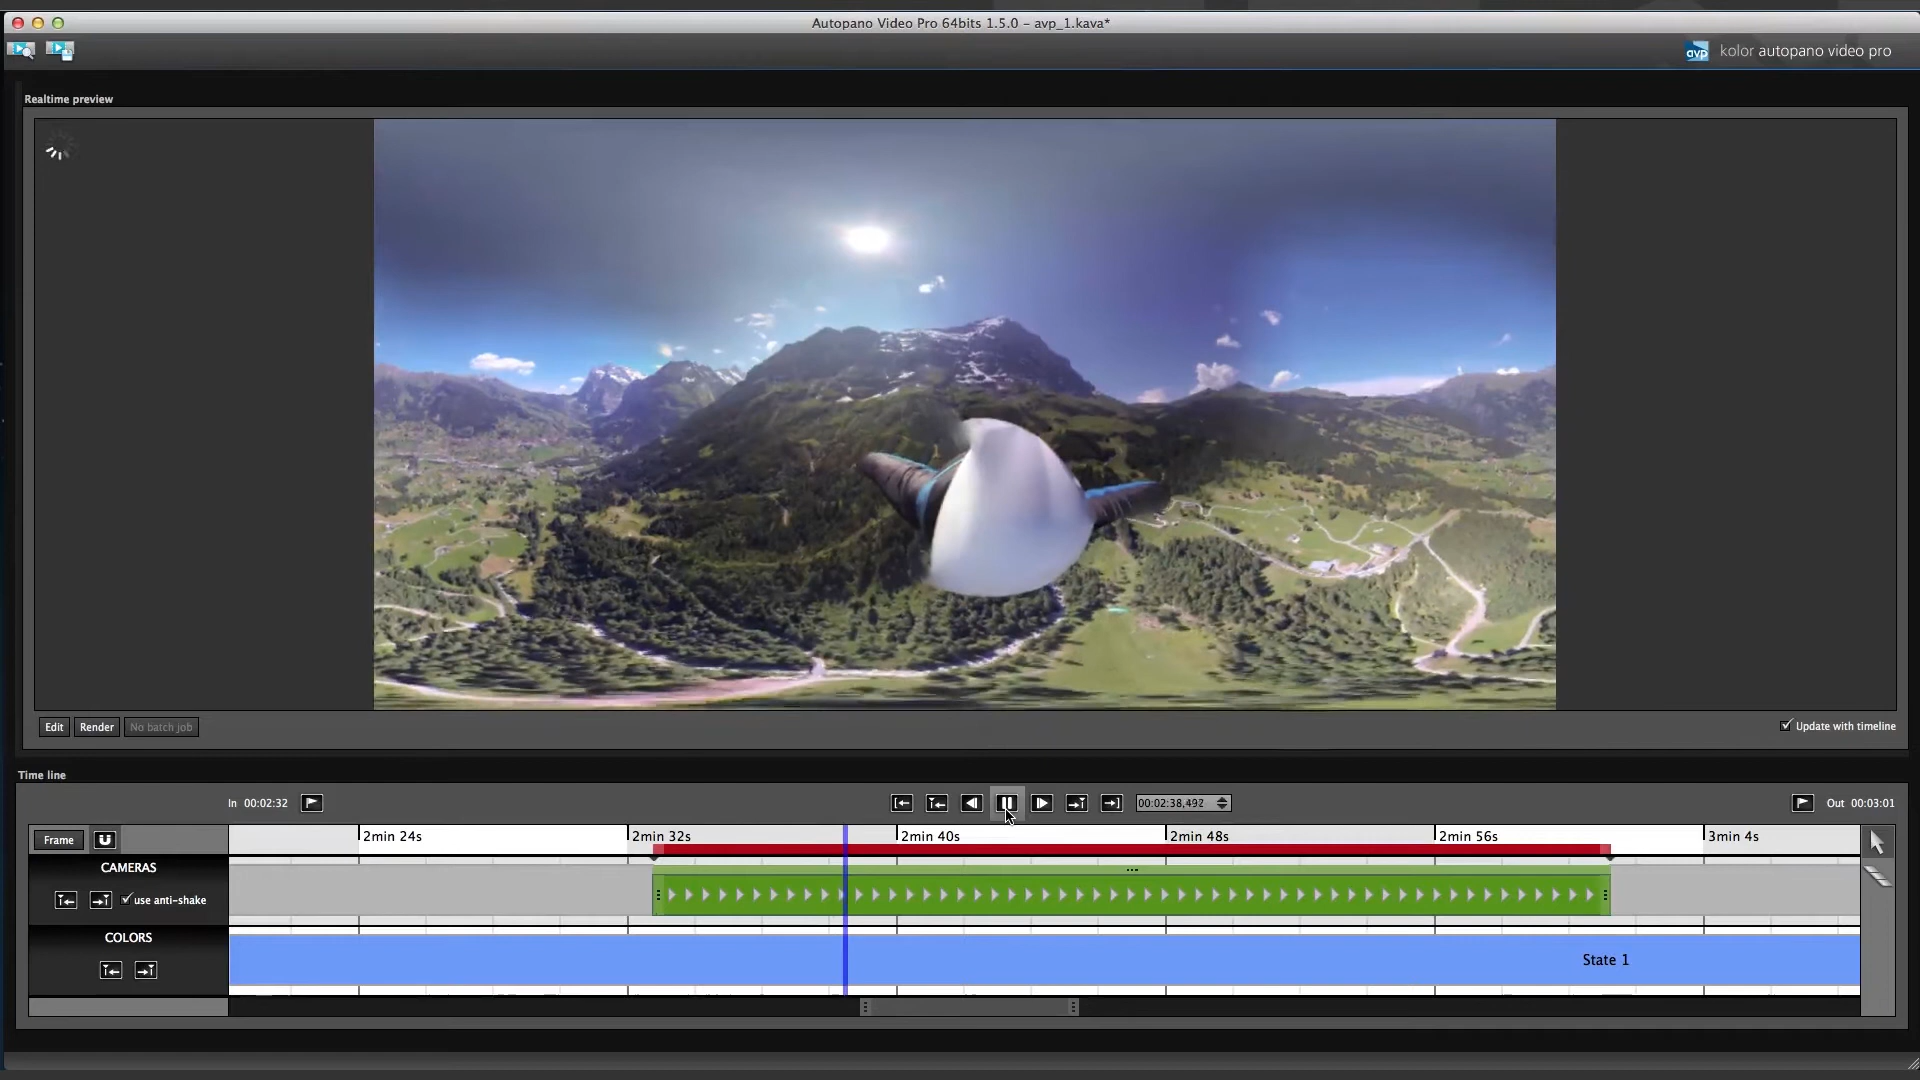 Autopano Video Pro 64bits 1.5.0 - avp_1.kava*
avp kolor autopano video pro
Realtime preview
Edit Render No batch job
Update with timeline
Time line
In 00:02:32
00:02:38,492
Out 00:03:01
Frame
2min 24s 2min 32s 2min 40s 2min 48s 2min 56s 3min 4s
CAMERAS
use anti-shake
COLORS
State 1